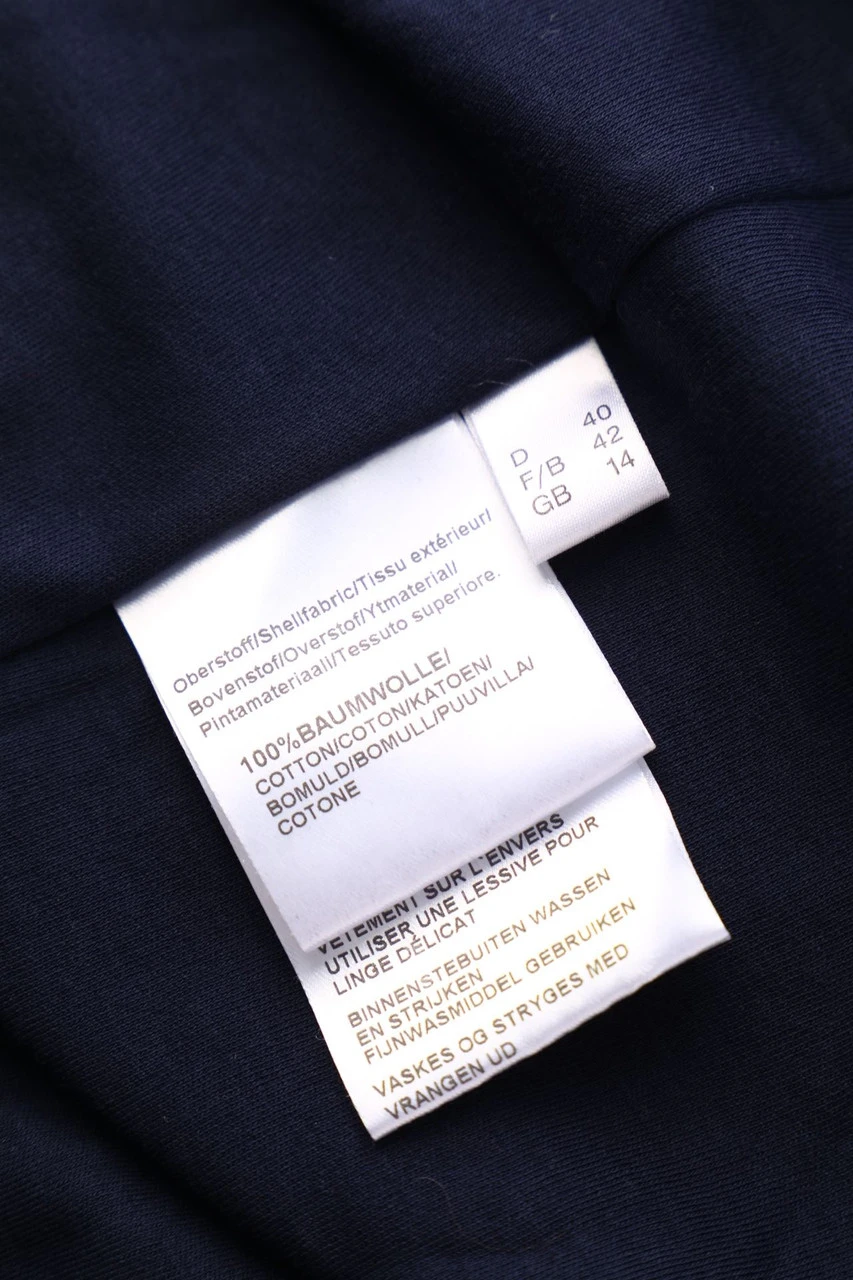 D 40
F/B 42
GB 14
Oberstoff/Shellfabric/Tissu extérieur/
Bovenstof/Overstof/Ytmaterial/
Pintamateriaali/Tessuto superiore.
100%BAUMWOLLE/
COTTON/COTON/KATOEN/
BOMULD/BOMULL/PUUVILLA/
COTONE
VÊTEMENT SUR L'ENVERS
UTILISER UNE LESSIVE POUR
LINGE DÉLICAT
BINNENSTEBUITEN WASSEN
EN STRIJKEN
FIJNWASMIDDEL GEBRUIKEN
VASKES OG STRYGES MED
VRANGEN UD